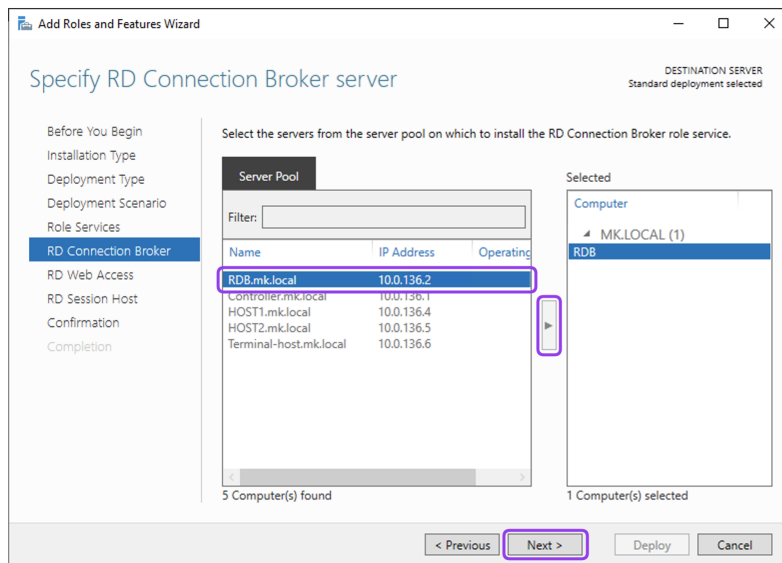 Add Roles and Features Wizard
Specify RD Connection Broker server
DESTINATION SERVER
Standard deployment selected
Before You Begin
Installation Type
Deployment Type
Deployment Scenario
Role Services
RD Connection Broker
RD Web Access
RD Session Host
Confirmation
Completion
Select the servers from the server pool on which to install the RD Connection Broker role service.
Server Pool
Filter:
Name IP Address Operating
RDB.mk.local 10.0.136.2
Controller.mk.local 10.0.136.1
HOST1.mk.local 10.0.136.4
HOST2.mk.local 10.0.136.5
Terminal-host.mk.local 10.0.136.6
5 Computer(s) found
Selected
Computer
MK.LOCAL (1)
RDB
1 Computer(s) selected
< Previous Next > Deploy Cancel